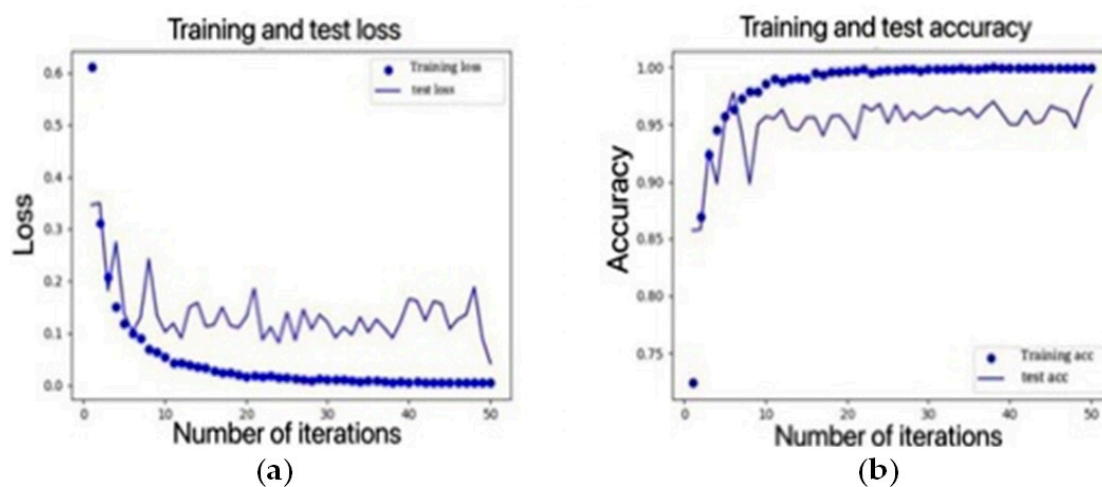 Training and test loss
Training loss
test loss
0.6
0.5
0.4
0.3
0.2
0.1
0.0
Loss
0
10
20
30
40
50
Number of iterations
(a)
Training and test accuracy
1.00
0.95
0.90
0.85
0.80
0.75
Accuracy
Training acc
test acc
0
10
20
30
40
50
Number of iterations
(b)